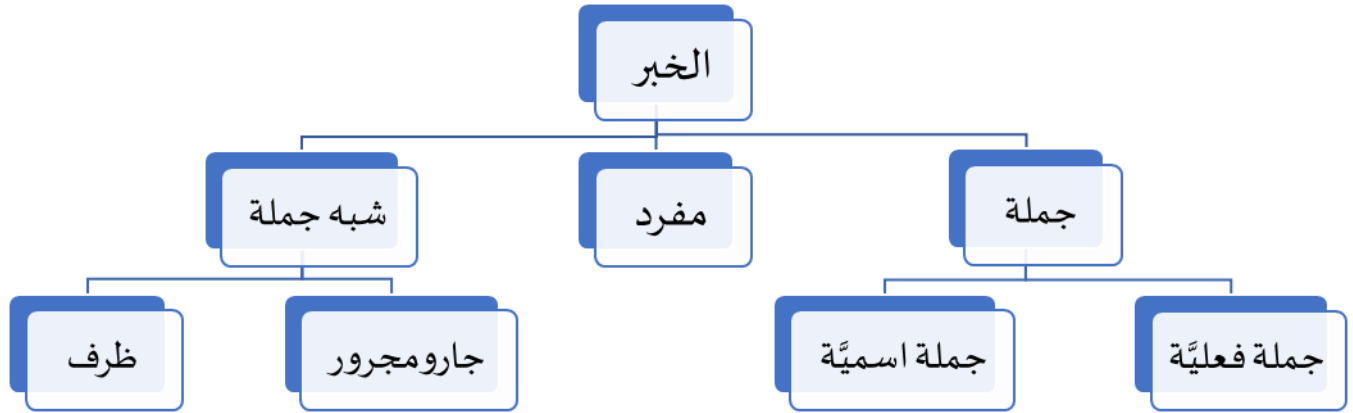 الخبر
جملة
مفرد
شبه جملة
جملة فعليَّة
جملة اسميَّة
جارومجرور
ظرف